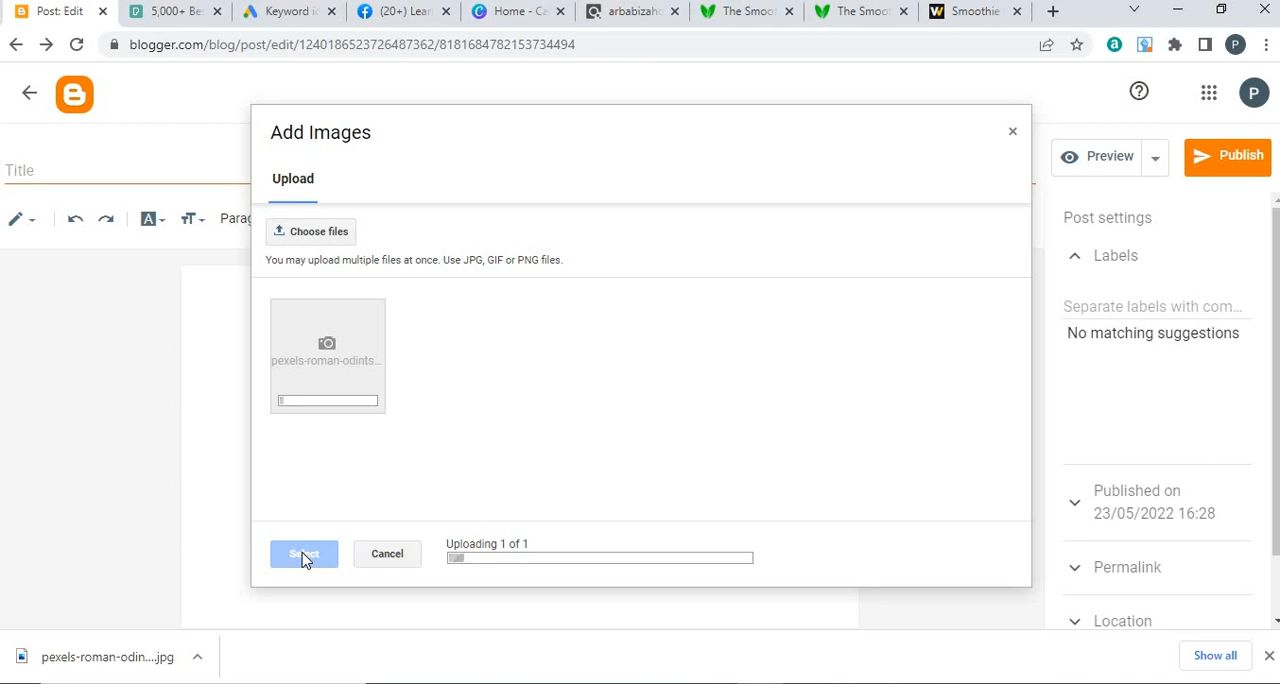 Post: Edit
5,000+ Be
Keyword i
(20+) Lear
Home - Ca
arbabizah
The Smoo
The Smoo
W Smoothie
blogger.com/blog/post/edit/1240186523726487362/8181684782153734494
P
P
Add Images
Title
Preview
Publish
Upload
Parag
Post settings
Choose files
Labels
You may upload multiple files at once. Use JPG, GIF or PNG files.
Separate labels with com...
No matching suggestions
pexels-roman-odints...
Published on
23/05/2022 16:28
Select
Cancel
Uploading 1 of 1
Permalink
Location
pexels-roman-odin....jpg
Show all